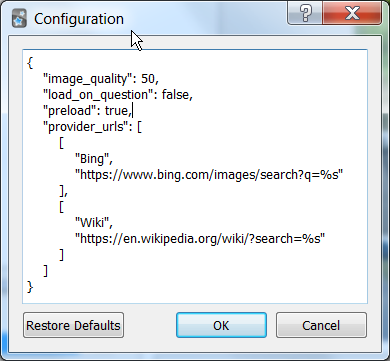 Configuration
{
    "image_quality": 50,
    "load_on_question": false,
    "preload": true,
    "provider_urls": [
        [
            "Bing",
            "https://www.bing.com/images/search?q=%s"
        ],
        [
            "Wiki",
            "https://en.wikipedia.org/wiki/?search=%s"
        ]
    ]
}
Restore Defaults
OK
Cancel